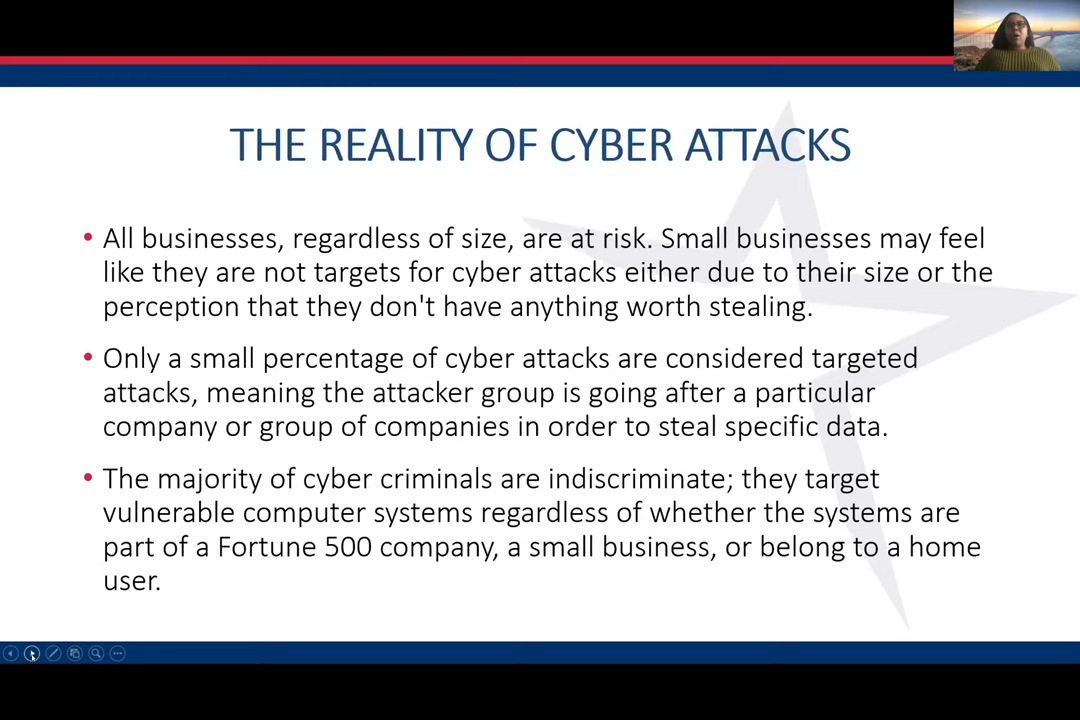 THE REALITY OF CYBER ATTACKS
• All businesses, regardless of size, are at risk. Small businesses may feel
like they are not targets for cyber attacks either due to their size or the
perception that they don't have anything worth stealing.
• Only a small percentage of cyber attacks are considered targeted
attacks, meaning the attacker group is going after a particular
company or group of companies in order to steal specific data.
• The majority of cyber criminals are indiscriminate; they target
vulnerable computer systems regardless of whether the systems are
part of a Fortune 500 company, a small business, or belong to a home
user.